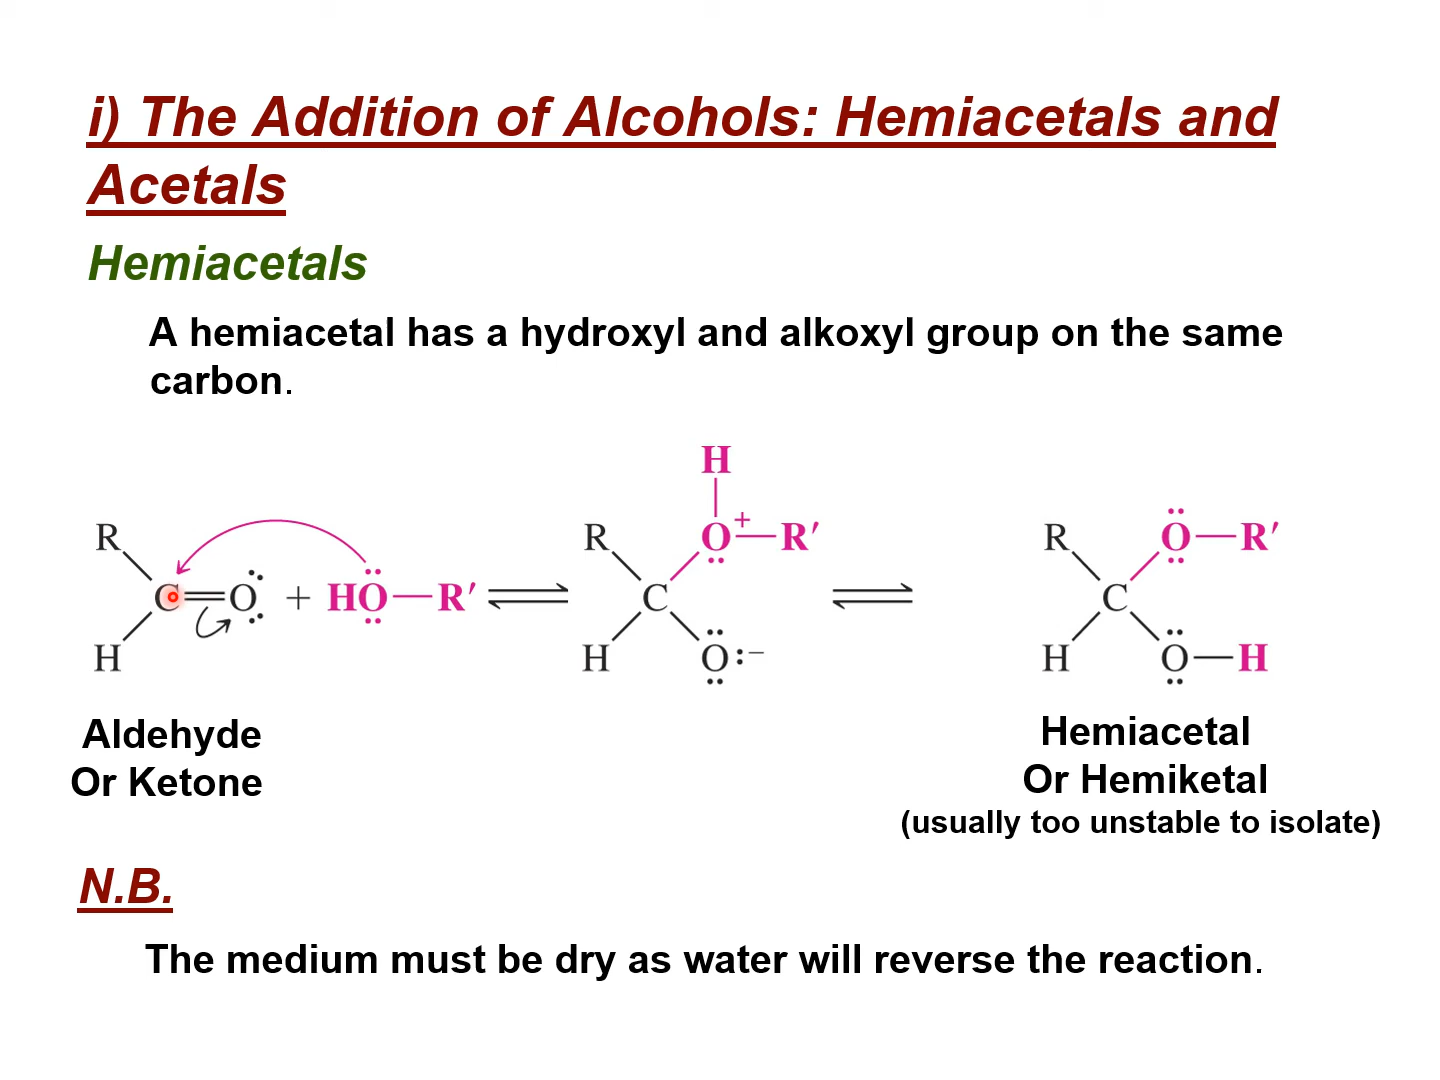 i) The Addition of Alcohols: Hemiacetals and
Acetals
Hemiacetals
A hemiacetal has a hydroxyl and alkoxyl group on the same
carbon.
H
R R O+—R′ R O—R′
C=O + HO—R′ ⇌ C ⇌ C
H H O:− H O—H
Aldehyde
Or Ketone
Hemiacetal
Or Hemiketal
(usually too unstable to isolate)
N.B.
The medium must be dry as water will reverse the reaction.